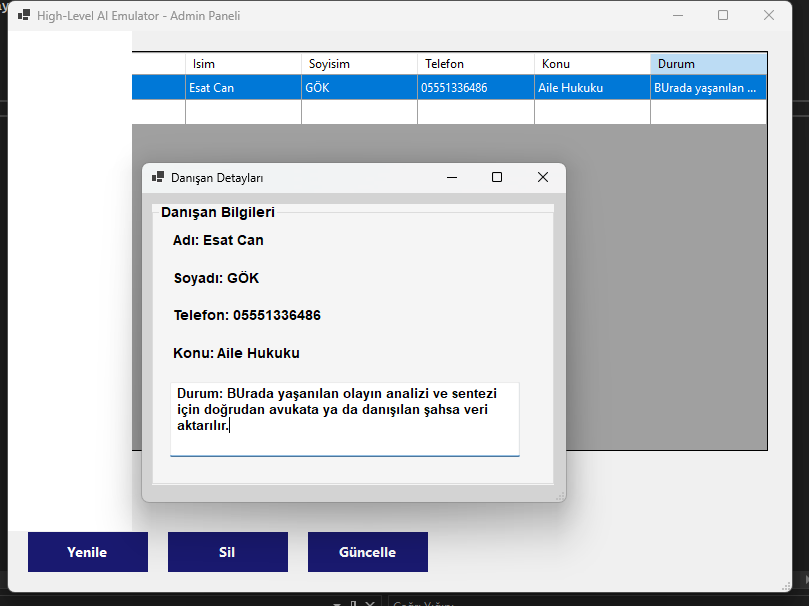 High-Level AI Emulator - Admin Paneli
Isim Soyisim Telefon Konu Durum
Esat Can GÖK 05551336486 Aile Hukuku BUrada yaşanılan ...
Danışan Detayları
Danışan Bilgileri
Adı: Esat Can
Soyadı: GÖK
Telefon: 05551336486
Konu: Aile Hukuku
Durum: BUrada yaşanılan olayın analizi ve sentezi
için doğrudan avukata ya da danışılan şahsa veri
aktarılır.
Yenile Sil Güncelle